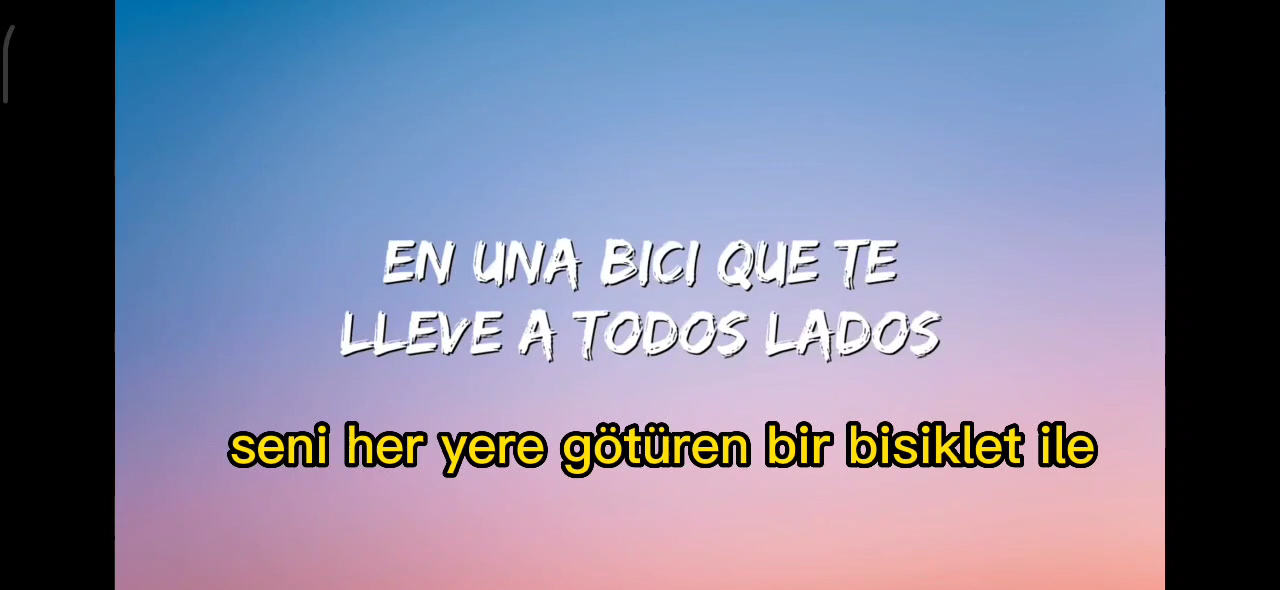 EN UNA BICI QUE TE
LLEVE A TODOS LADOS
seni her yere götüren bir bisiklet ile